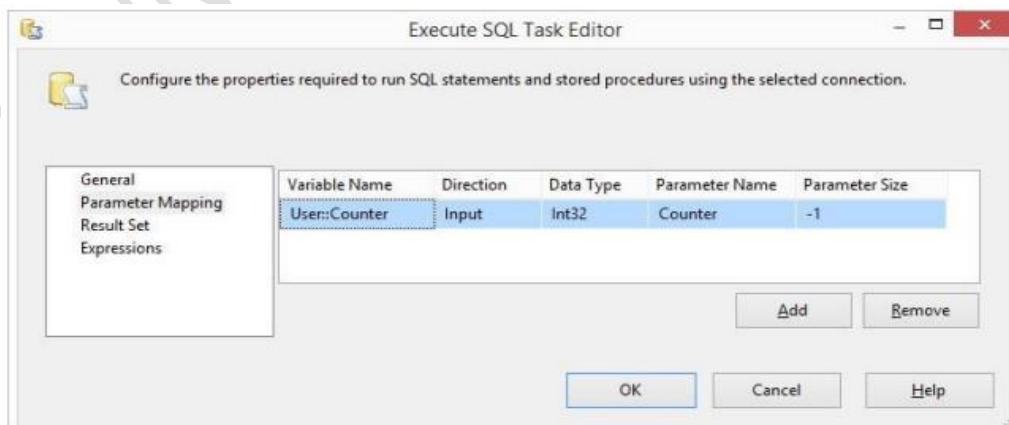 Execute SQL Task Editor
Configure the properties required to run SQL statements and stored procedures using the selected connection.
General
Parameter Mapping
Result Set
Expressions
Variable Name Direction Data Type Parameter Name Parameter Size
User::Counter Input Int32 Counter -1
Add Remove
OK Cancel Help